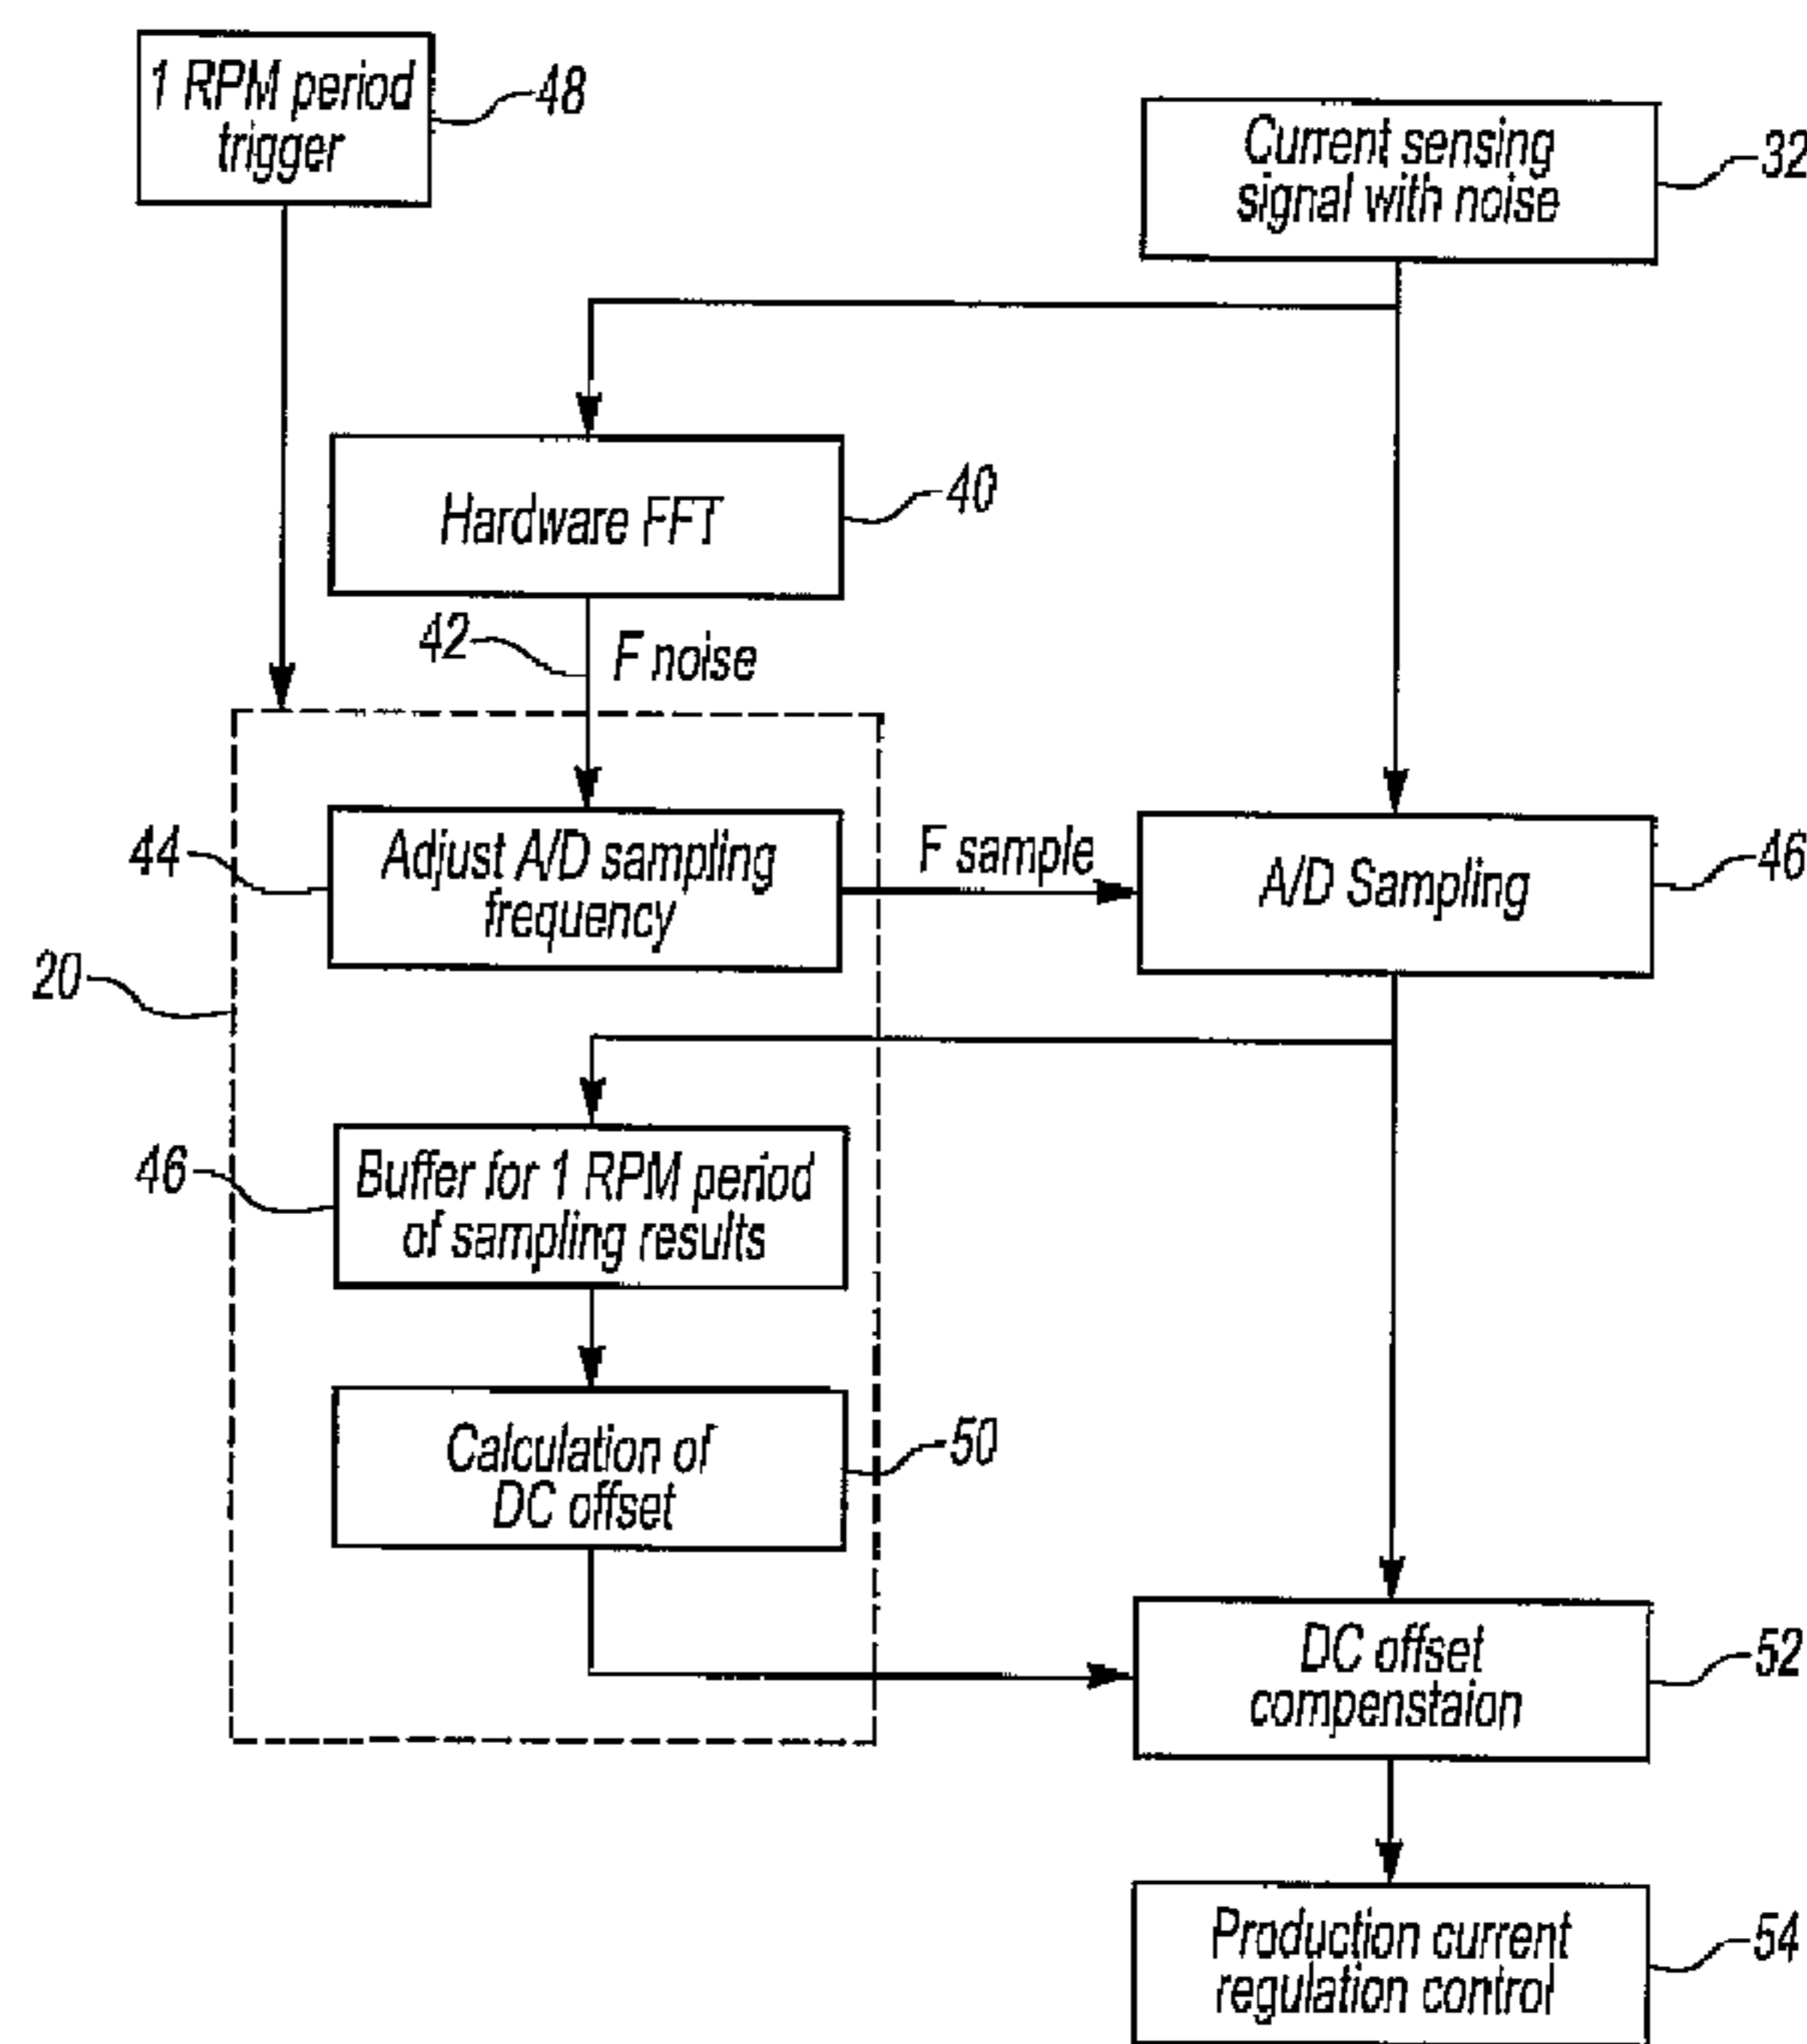 1 RPM period
trigger
48
Current sensing
signal with noise
32
Hardware FFT
40
42
F noise
44
Adjust A/D sampling
frequency
F sample
A/D Sampling
46
20
46
Buffer for 1 RPM period
of sampling results
Calculation of
DC offset
50
DC offset
compenstaion
52
Production current
regulation control
54